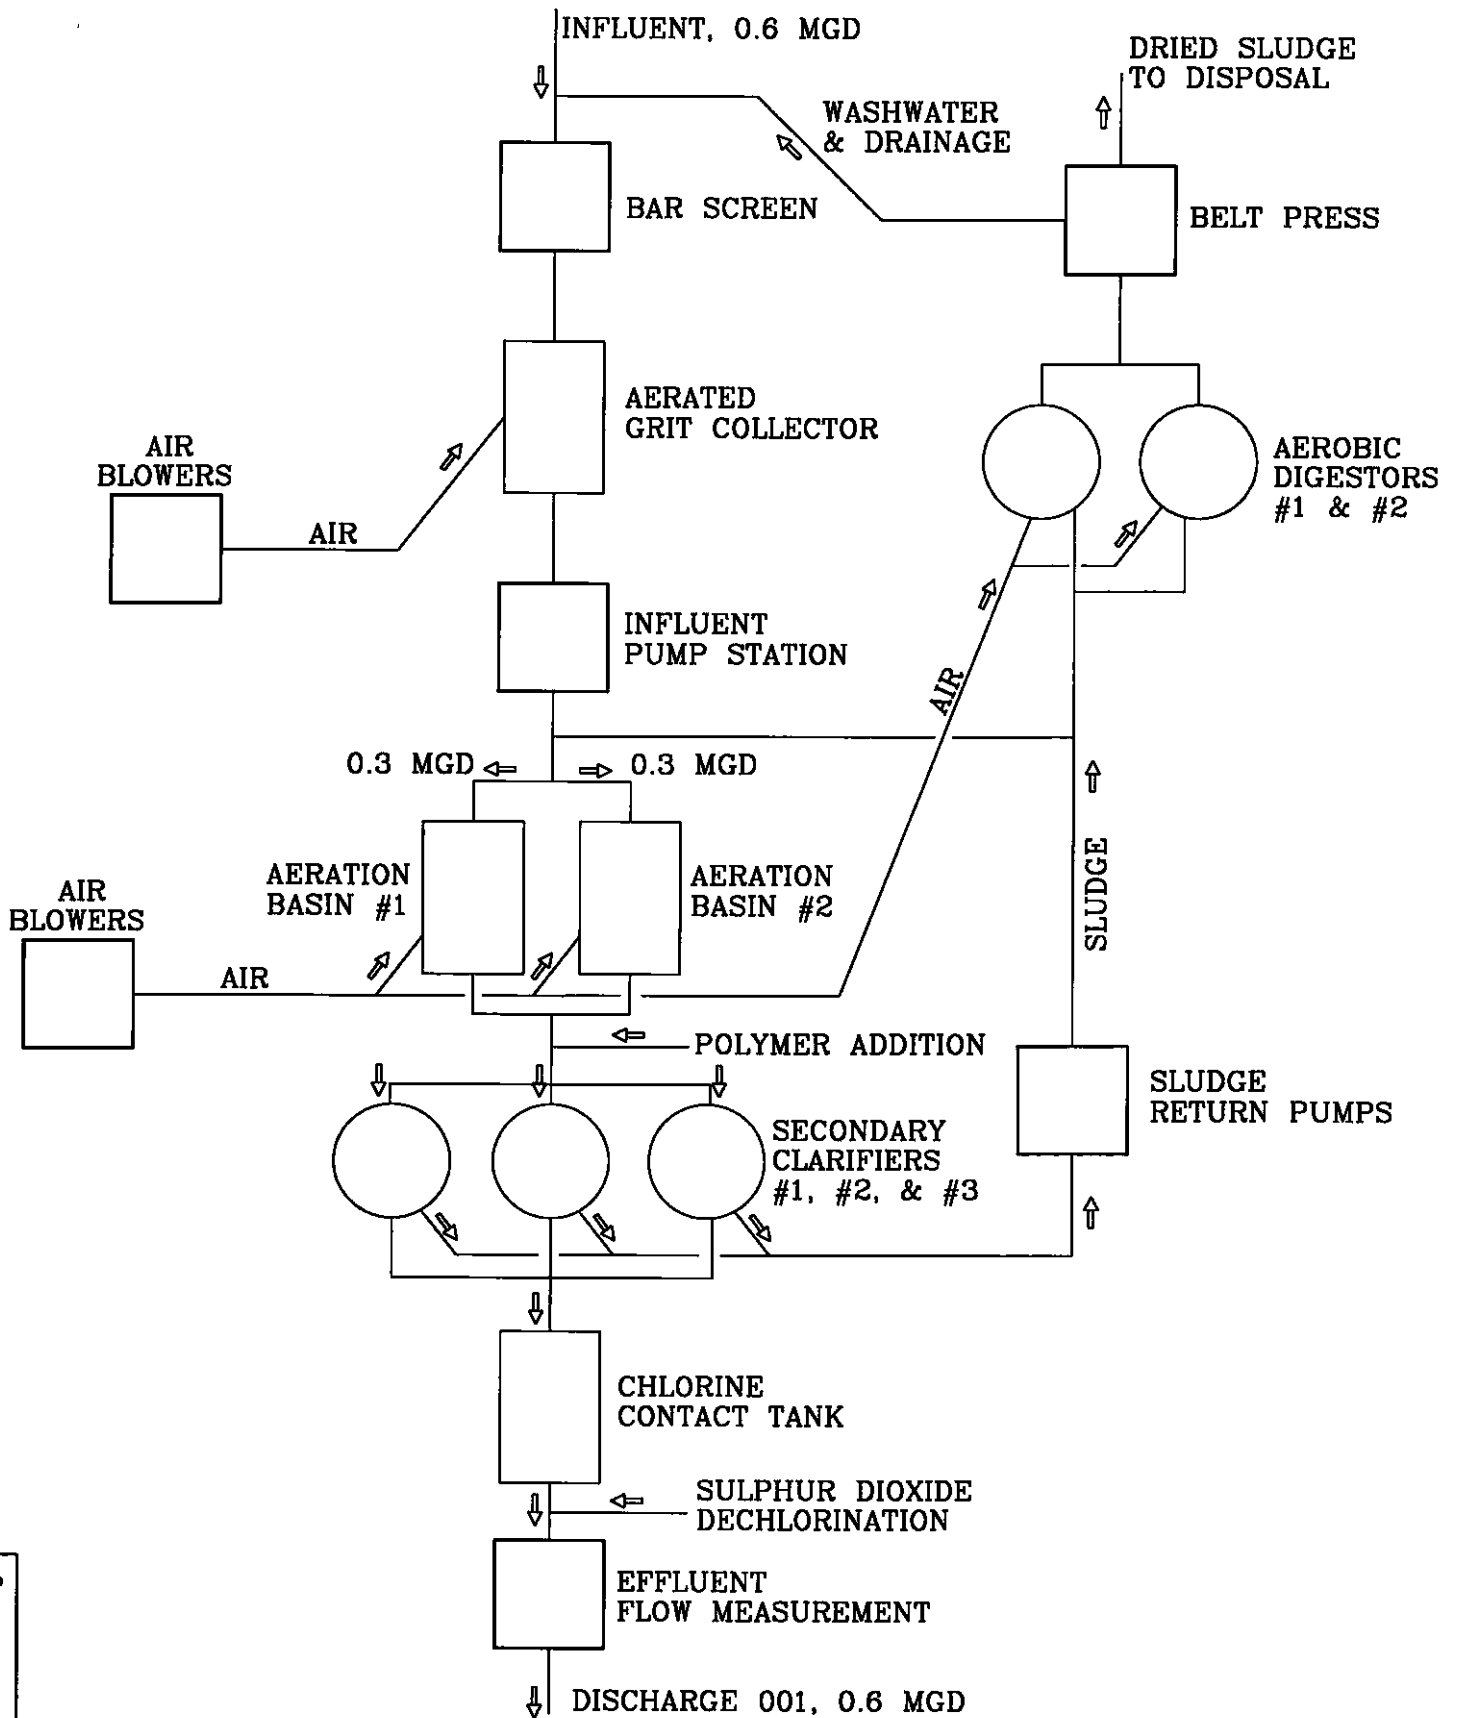 INFLUENT, 0.6 MGD
DRIED SLUDGE
TO DISPOSAL
WASHWATER
& DRAINAGE
BAR SCREEN
BELT PRESS
AERATED
GRIT COLLECTOR
AIR
BLOWERS
AIR
AEROBIC
DIGESTORS
#1 & #2
INFLUENT
PUMP STATION
AIR
0.3 MGD
0.3 MGD
AERATION
BASIN #1
AERATION
BASIN #2
SLUDGE
AIR
BLOWERS
AIR
POLYMER ADDITION
SLUDGE
RETURN PUMPS
SECONDARY
CLARIFIERS
#1, #2, & #3
CHLORINE
CONTACT TANK
SULPHUR DIOXIDE
DECHLORINATION
EFFLUENT
FLOW MEASUREMENT
DISCHARGE 001, 0.6 MGD